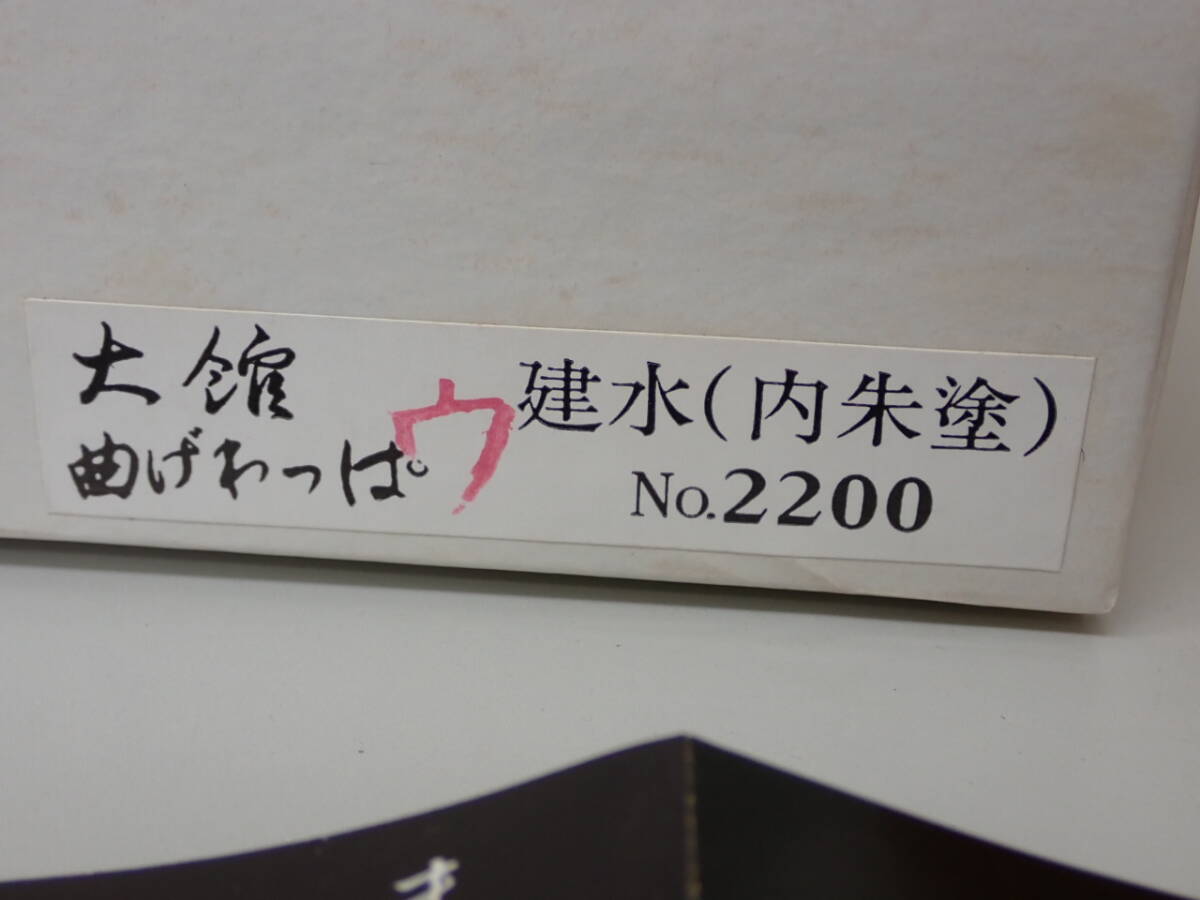 大館
曲げわっぱ
ウ
建水(内朱塗)
No.2200